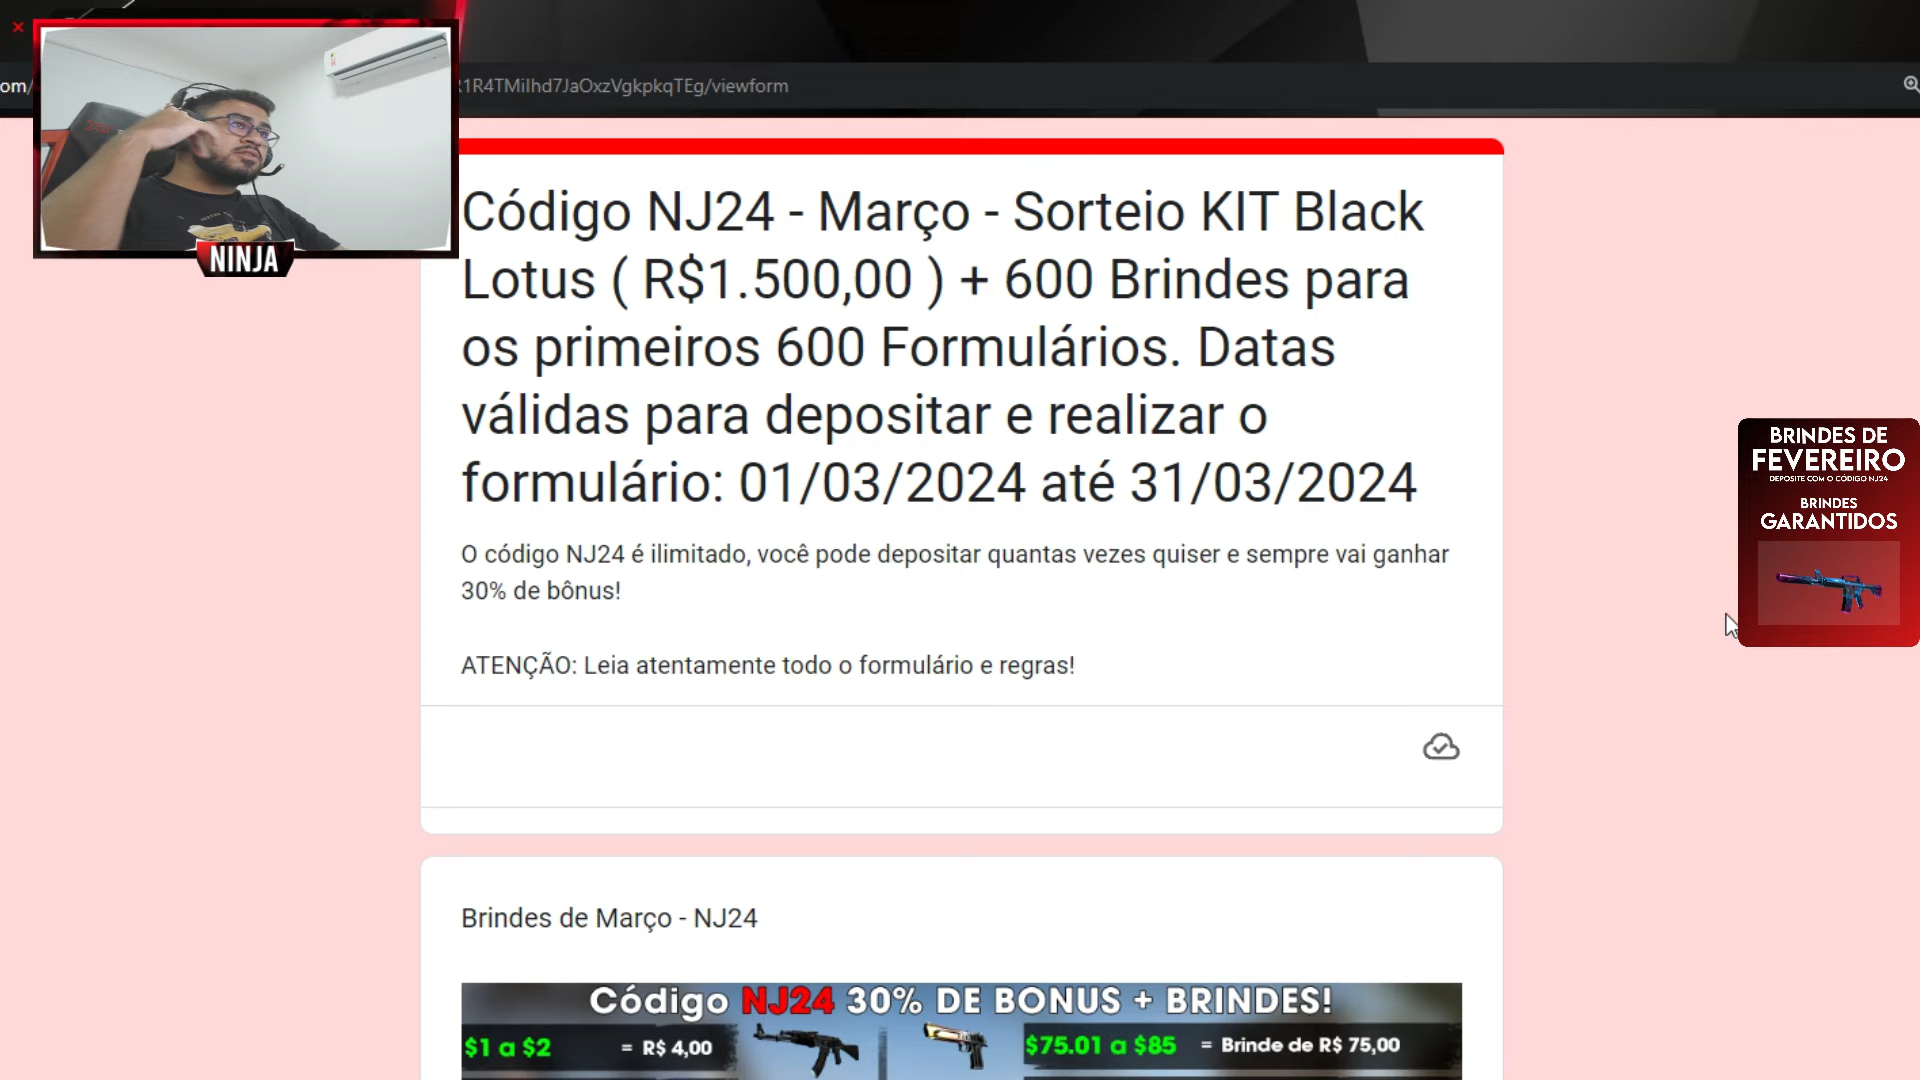 om/
1R4TMiIhd7JaOxzVgkpkqTEg/viewform
NINJA
Código NJ24 - Março - Sorteio KIT Black
Lotus ( R$1.500,00 ) + 600 Brindes para
os primeiros 600 Formulários. Datas
válidas para depositar e realizar o
formulário: 01/03/2024 até 31/03/2024
O código NJ24 é ilimitado, você pode depositar quantas vezes quiser e sempre vai ganhar
30% de bônus!
ATENÇÃO: Leia atentamente todo o formulário e regras!
BRINDES DE
FEVEREIRO
DEPOSITE COM O CÓDIGO NJ24
BRINDES
GARANTIDOS
Brindes de Março - NJ24
Código NJ24 30% DE BONUS + BRINDES!
$1 a $2 = R$ 4,00
$75.01 a $85 = Brinde de R$ 75,00